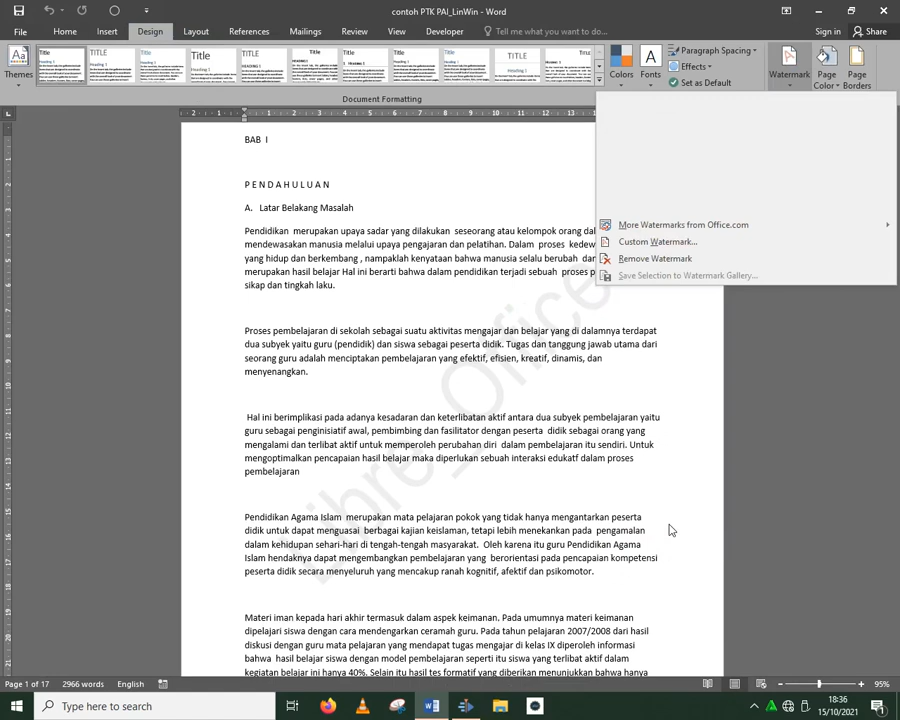 contoh PTK PAI_LinWin - Word
Sign in
Share
File
Home
Insert
Design
Layout
References
Mailings
Review
View
Developer
Tell me what you want to do...
Themes
Title
Title
Title
Title
TITLE
Title
Title
Title
Title
TITLE
Title
Colors
Fonts
Paragraph Spacing
Effects
Set as Default
Watermark
Page Color
Page Borders
Document Formatting
More Watermarks from Office.com
Custom Watermark...
Remove Watermark
Save Selection to Watermark Gallery...
BAB I
PENDAHULUAN
A. Latar Belakang Masalah
Pendidikan merupakan upaya sadar yang dilakukan seseorang atau kelompok orang
mendewasakan manusia melalui upaya pengajaran dan pelatihan. Dalam proses
yang hidup dan berkembang , nampaklah kenyataan bahwa manusia selalu berubah
merupakan hasil belajar Hal ini berarti bahwa dalam pendidikan terjadi sebuah proses
sikap dan tingkah laku.
Proses pembelajaran di sekolah sebagai suatu aktivitas mengajar dan belajar yang di dalamnya terdapat
dua subyek yaitu guru (pendidik) dan siswa sebagai peserta didik. Tugas dan tanggung jawab utama dari
seorang guru adalah menciptakan pembelajaran yang efektif, efisien, kreatif, dinamis, dan
menyenangkan.
Hal ini berimplikasi pada adanya kesadaran dan keterlibatan aktif antara dua subyek pembelajaran yaitu
guru sebagai penginisiatif awal, pembimbing dan fasilitator dengan peserta didik sebagai orang yang
mengalami dan terlibat aktif untuk memperoleh perubahan diri dalam pembelajaran itu sendiri. Untuk
mengoptimalkan pencapaian hasil belajar maka diperlukan sebuah interaksi edukatf dalam proses
pembelajaran
Pendidikan Agama Islam merupakan mata pelajaran pokok yang tidak hanya mengantarkan peserta
didik untuk dapat menguasai berbagai kajian keislaman, tetapi lebih menekankan pada pengamalan
dalam kehidupan sehari-hari di tengah-tengah masyarakat. Oleh karena itu guru Pendidikan Agama
Islam hendaknya dapat mengembangkan pembelajaran yang berorientasi pada pencapaian kompetensi
peserta didik secara menyeluruh yang mencakup ranah kognitif, afektif dan psikomotor.
Materi iman kepada hari akhir termasuk dalam aspek keimanan. Pada umumnya materi keimanan
dipelajari siswa dengan cara mendengarkan ceramah guru. Pada tahun pelajaran 2007/2008 dari hasil
diskusi dengan guru mata pelajaran yang mendapat tugas mengajar di kelas IX diperoleh informasi
bahwa hasil belajar siswa dengan model pembelajaran seperti itu siswa yang terlibat aktif dalam
kegiatan belajar ini hanya 40%. Selain itu hasil tes formatif yang diberikan menunjukkan bahwa hanya
Libre_Office
Page 1 of 17
2966 words
English
95%
Type here to search
18:36
15/10/2021